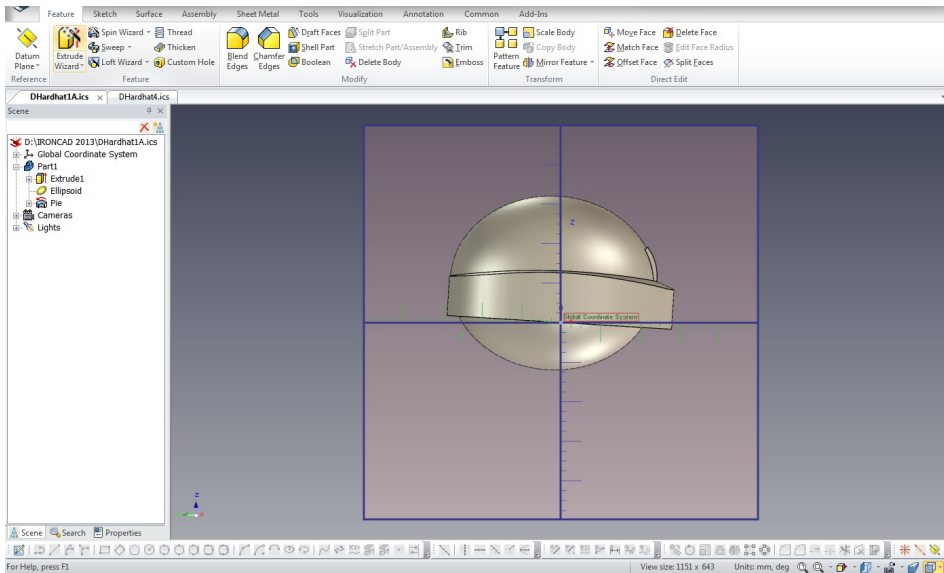 Feature Sketch Surface Assembly Sheet Metal Tools Visualization Annotation Common Add-Ins
Datum Plane
Reference
Extrude Wizard
Spin Wizard
Sweep
Loft Wizard
Thread
Thicken
Custom Hole
Feature
Blend Edges
Chamfer Edges
Draft Faces
Shell Part
Boolean
Split Part
Stretch Part/Assembly
Delete Body
Rib
Trim
Emboss
Modify
Pattern Feature
Scale Body
Copy Body
Mirror Feature
Transform
Move Face
Match Face
Offset Face
Delete Face
Edit Face Radius
Split Faces
Direct Edit
DHardhat1A.ics x DHardhat4.ics
Scene
D:\IRONCAD 2013\DHardhat1A.ics
Global Coordinate System
Part1
Extrude1
Ellipsoid
Pie
Cameras
Lights
z
Global Coordinate System
z
Scene Search Properties
For Help, press F1
View size:1151 x 643 Units: mm, deg